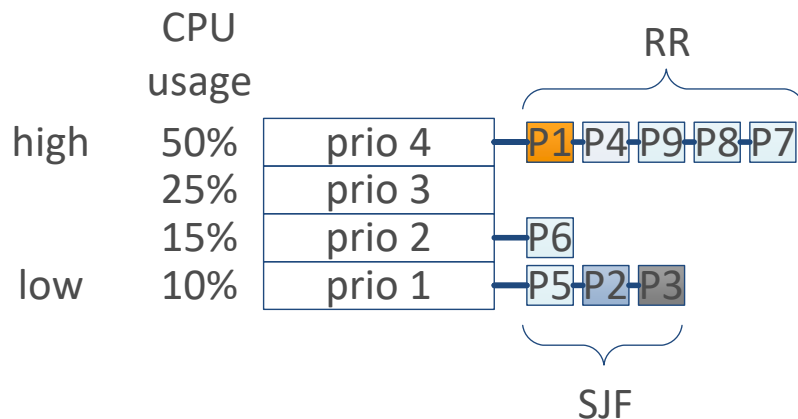 CPU
usage
RR
high 50% prio 4 P1 P4 P9 P8 P7
25% prio 3
15% prio 2 P6
low 10% prio 1 P5 P2 P3
SJF